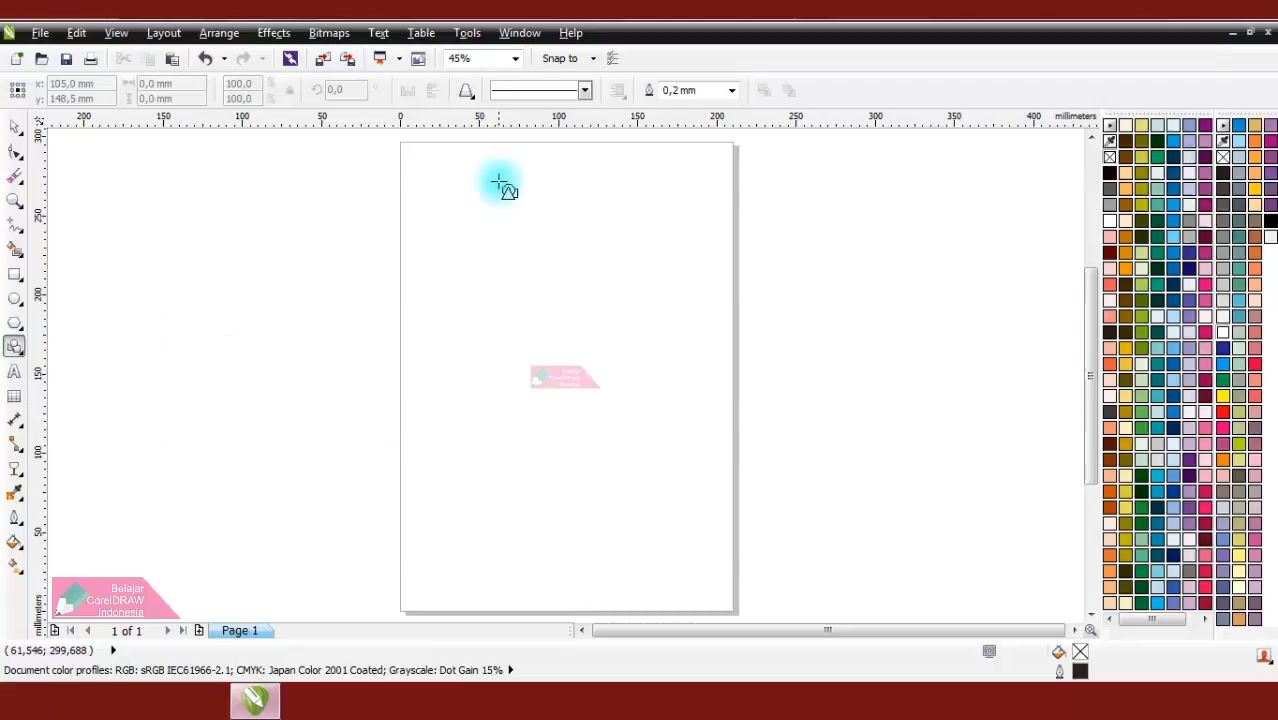 File Edit View Layout Arrange Effects Bitmaps Text Table Tools Window Help
45% Snap to
x: 105,0 mm 0,0 mm 100,0 % 0,0 0,2 mm
y: 148,5 mm 0,0 mm 100,0 %
200 150 100 50 0 50 100 150 200 250 300 350 400 millimeters
300
250
200
150
100
50
millimeters
Belajar
CorelDRAW
Indonesia
Belajar
CorelDRAW
Indonesia
1 of 1 Page 1
( 61,546; 299,688 )
Document color profiles: RGB: sRGB IEC61966-2.1; CMYK: Japan Color 2001 Coated; Grayscale: Dot Gain 15%